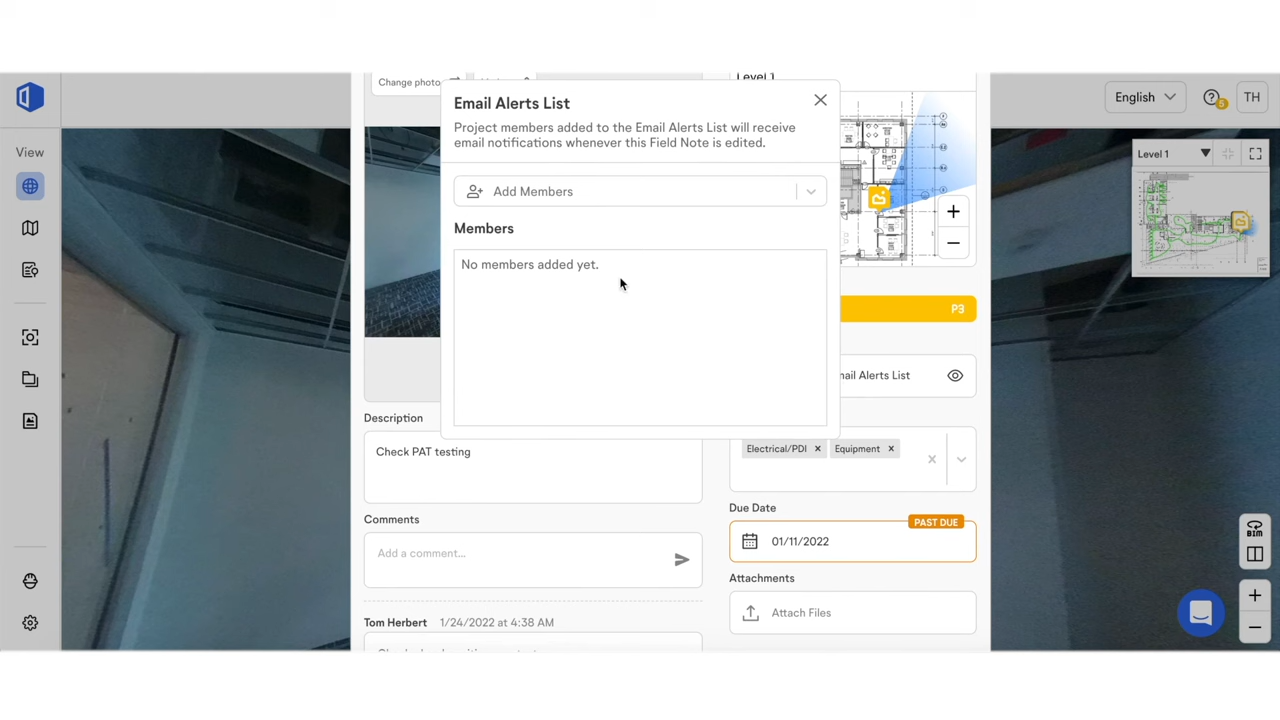 English
5
TH
View
Change photo
Level 1
Email Alerts List
Project members added to the Email Alerts List will receive
email notifications whenever this Field Note is edited.
Add Members
Members
No members added yet.
P3
ail Alerts List
Level 1
Description
Check PAT testing
Electrical/PDI
Equipment
Due Date
PAST DUE
01/11/2022
Comments
Add a comment...
Attachments
Attach Files
Tom Herbert 1/24/2022 at 4:38 AM
BIM